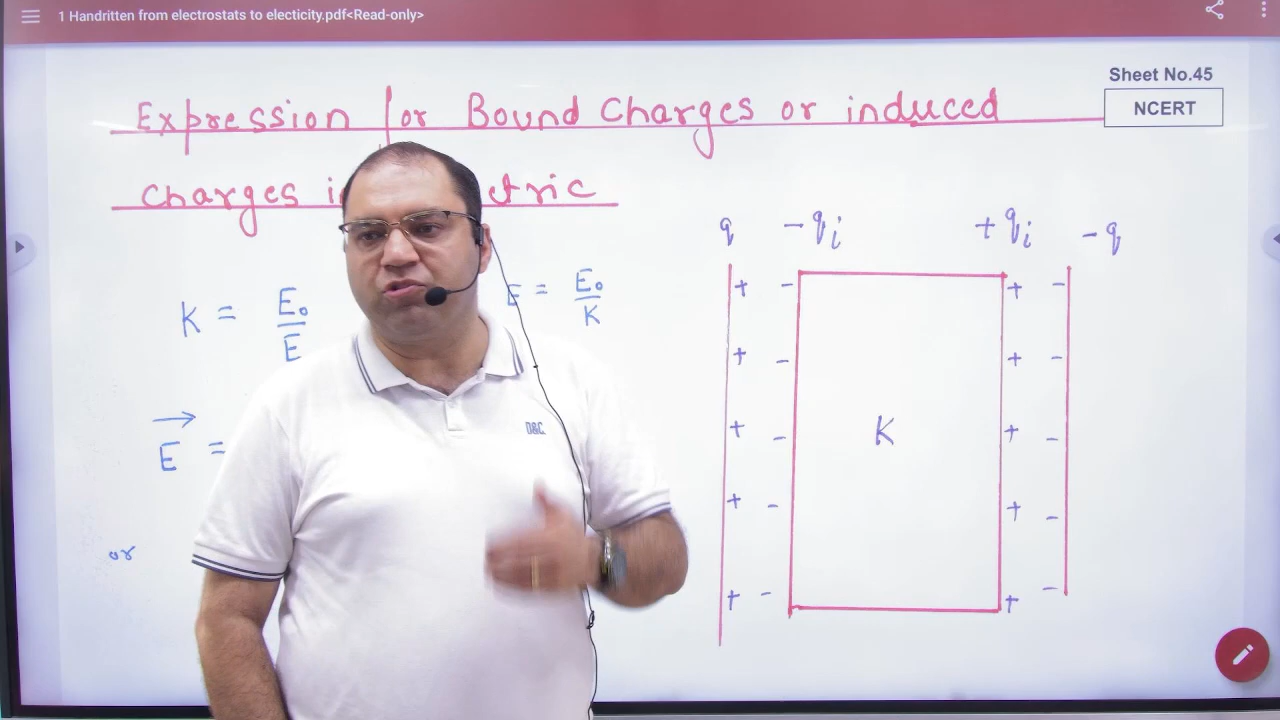 1 Handritten from electrostats to electicity.pdf<Read-only>
Sheet No.45
NCERT
Expression for Bound Charges or induced
Charges
K = E₀/E
E = E₀/K
E⃗ =
or
q -qᵢ +qᵢ -q
+ - + -
+ - + -
+ - K + -
+ - + -
+ - + -
D&C